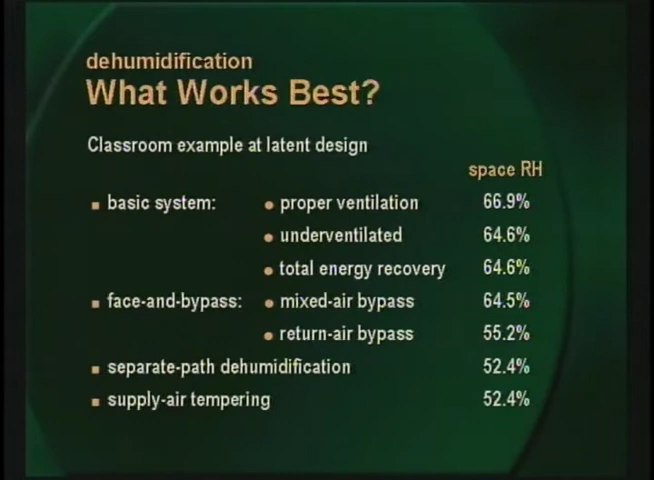 dehumidification
What Works Best?
Classroom example at latent design
space RH
▪ basic system: • proper ventilation 66.9%
• underventilated 64.6%
• total energy recovery 64.6%
▪ face-and-bypass: • mixed-air bypass 64.5%
• return-air bypass 55.2%
▪ separate-path dehumidification 52.4%
▪ supply-air tempering 52.4%